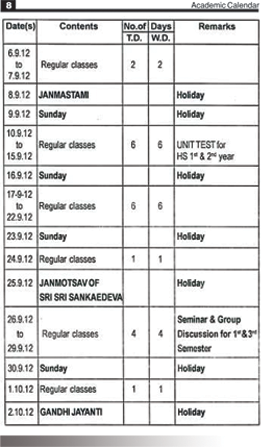 8 Academic Calendar
Date(s) Contents No.of Days Remarks
T.D. W.D.
6.9.12
to Regular classes 2 2
7.9.12
8.9.12 JANMASTAMI Holiday
9.9.12 Sunday Holiday
10.9.12
to Regular classes 6 6 UNIT TEST for
15.9.12 HS 1st & 2nd year
16.9.12 Sunday Holiday
17-9-12
to Regular classes 6 6
22.9.12
23.9.12 Sunday Holiday
24.9.12 Regular classes 1 1
25.9.12 JANMOTSAV OF Holiday
SRI SRI SANKAEDEVA
26.9.12 Seminar & Group
to Regular classes 4 4 Discussion for 1st&3rd
29.9.12 Semester
30.9.12 Sunday Holiday
1.10.12 Regular classes 1 1
2.10.12 GANDHI JAYANTI Holiday